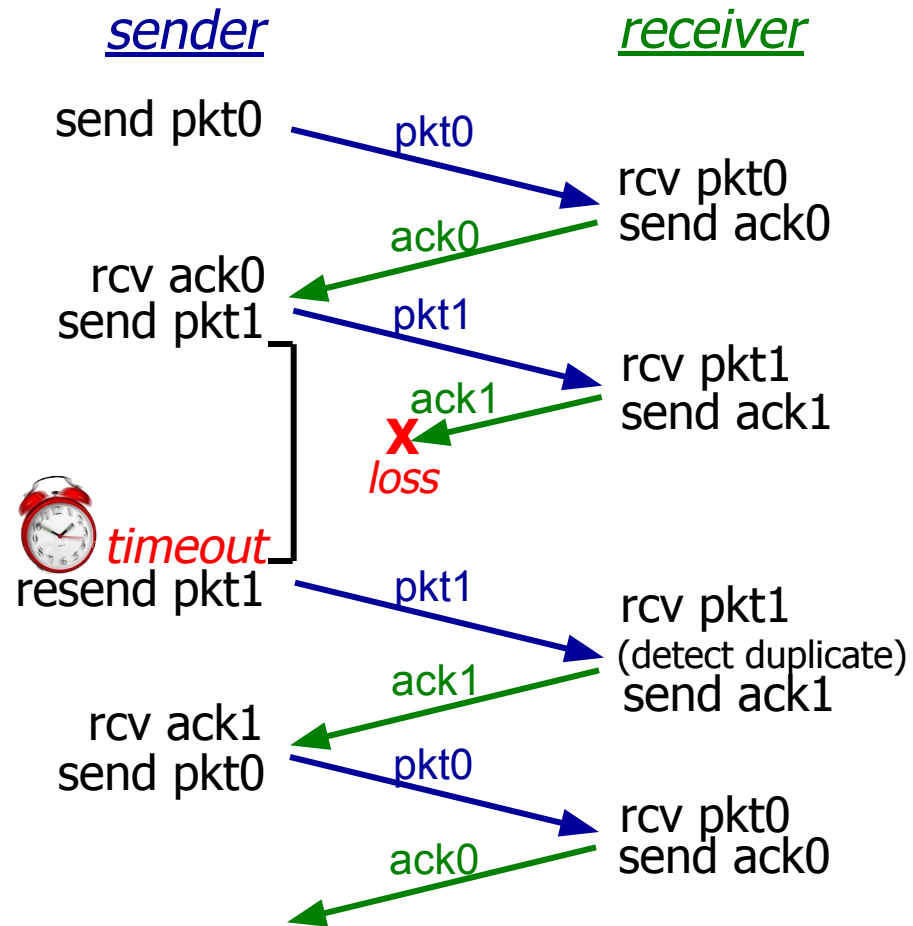 sender
receiver
send pkt0
pkt0
rcv pkt0
send ack0
ack0
rcv ack0
send pkt1
pkt1
rcv pkt1
send ack1
ack1
X
loss
timeout
resend pkt1
pkt1
rcv pkt1
(detect duplicate)
send ack1
ack1
rcv ack1
send pkt0
pkt0
rcv pkt0
send ack0
ack0